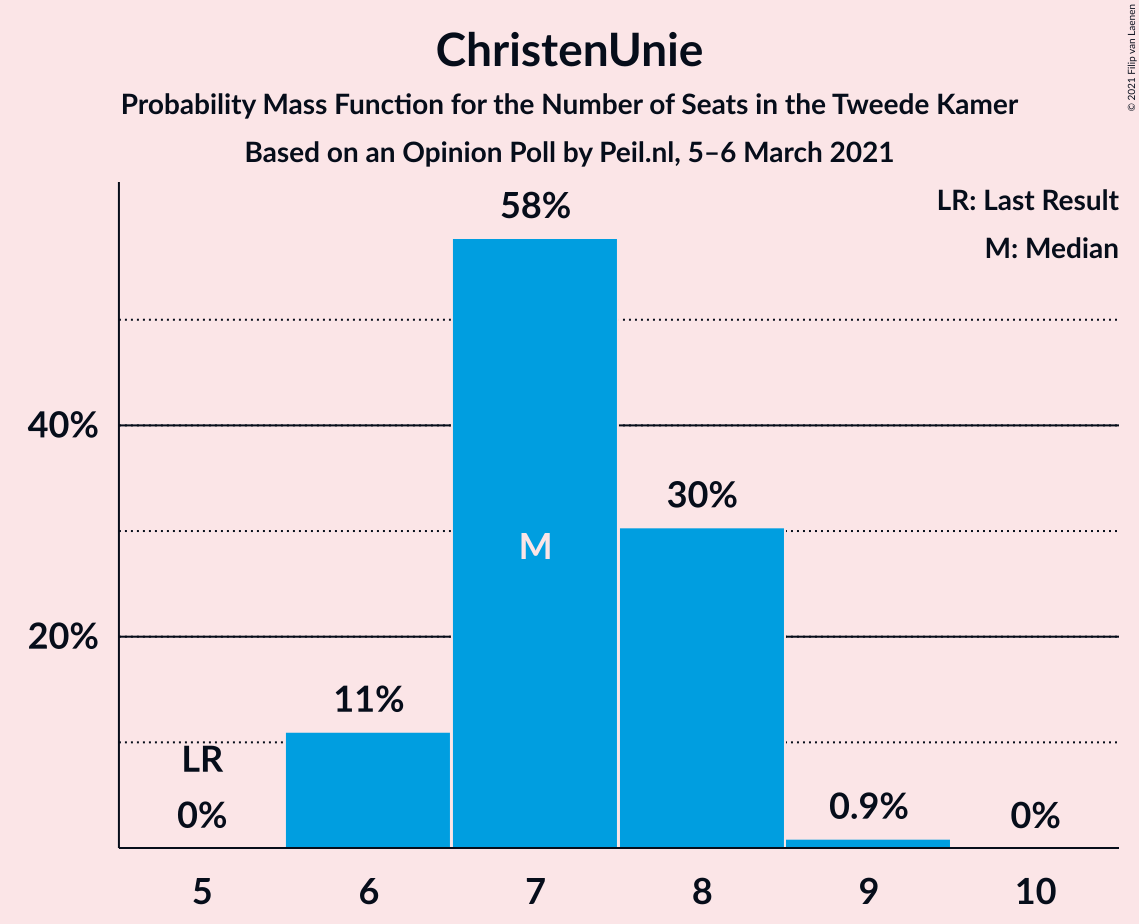 ChristenUnie
Probability Mass Function for the Number of Seats in the Tweede Kamer
Based on an Opinion Poll by Peil.nl, 5–6 March 2021
© 2021 Filip van Laenen
LR: Last Result
M: Median
58%
40%
30%
M
20%
11%
LR
0%
0.9%
0%
5 6 7 8 9 10